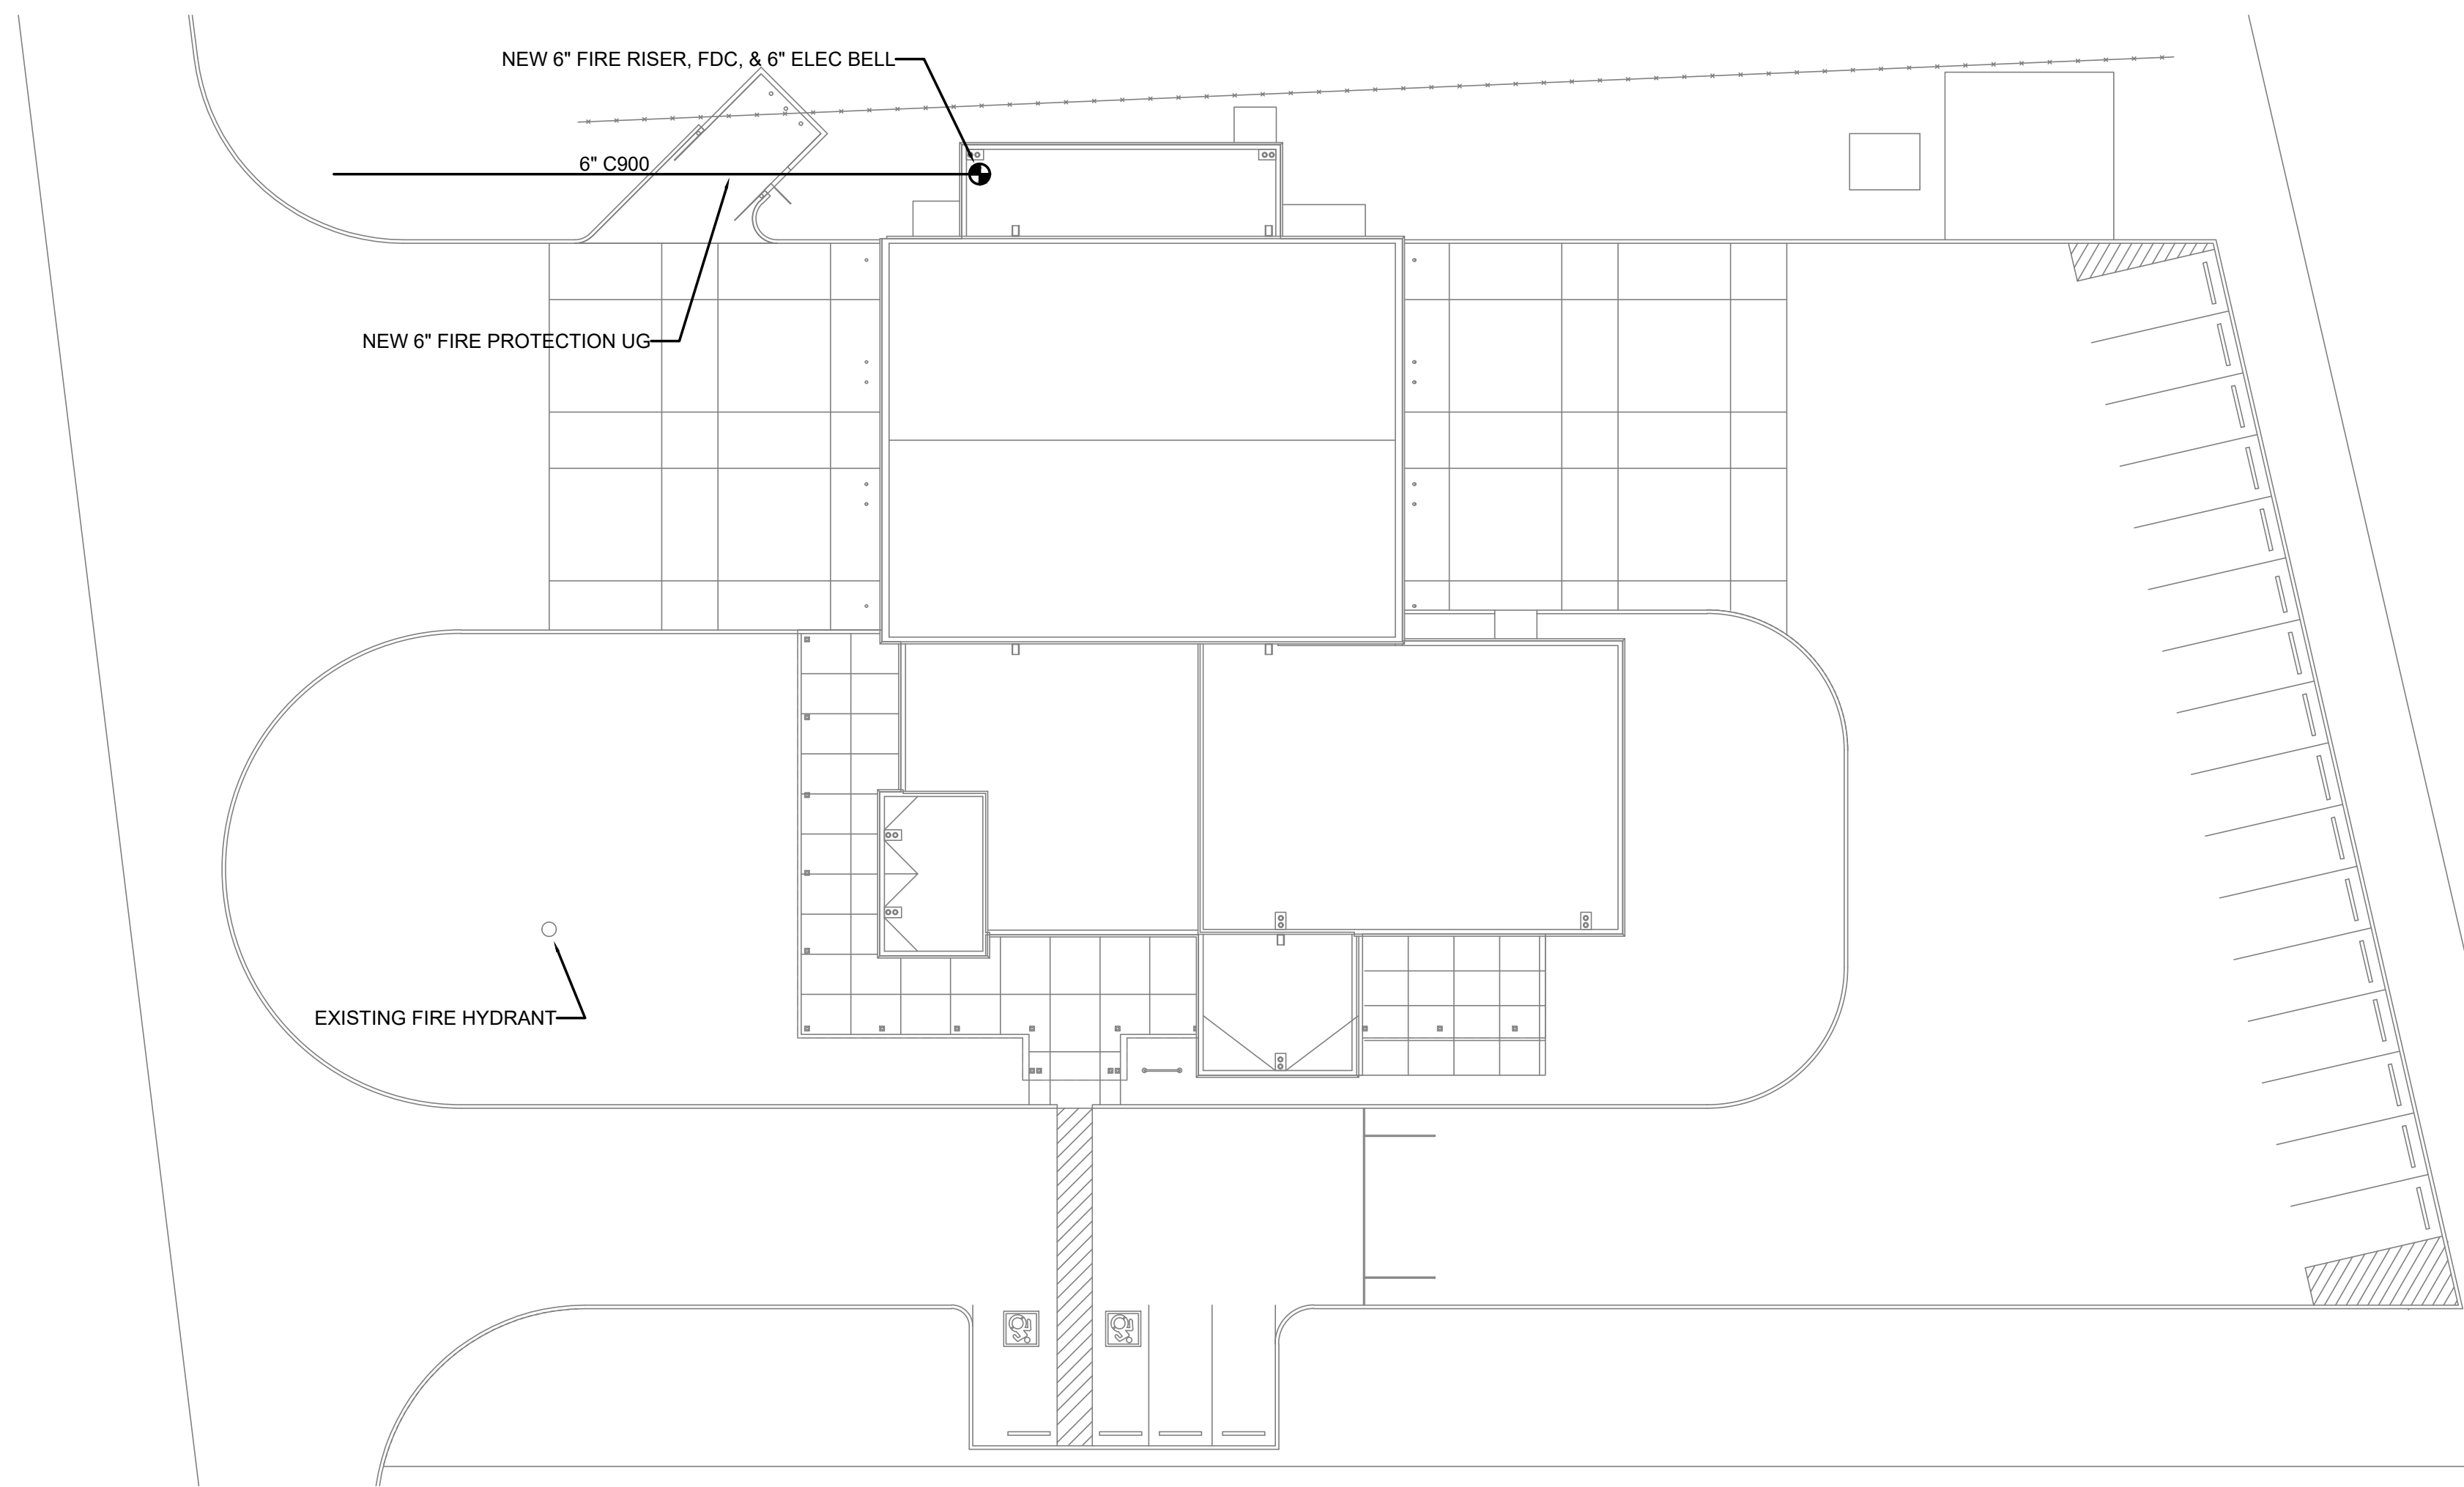 NEW 6" FIRE RISER, FDC, & 6" ELEC BELL
6" C900
NEW 6" FIRE PROTECTION UG
EXISTING FIRE HYDRANT